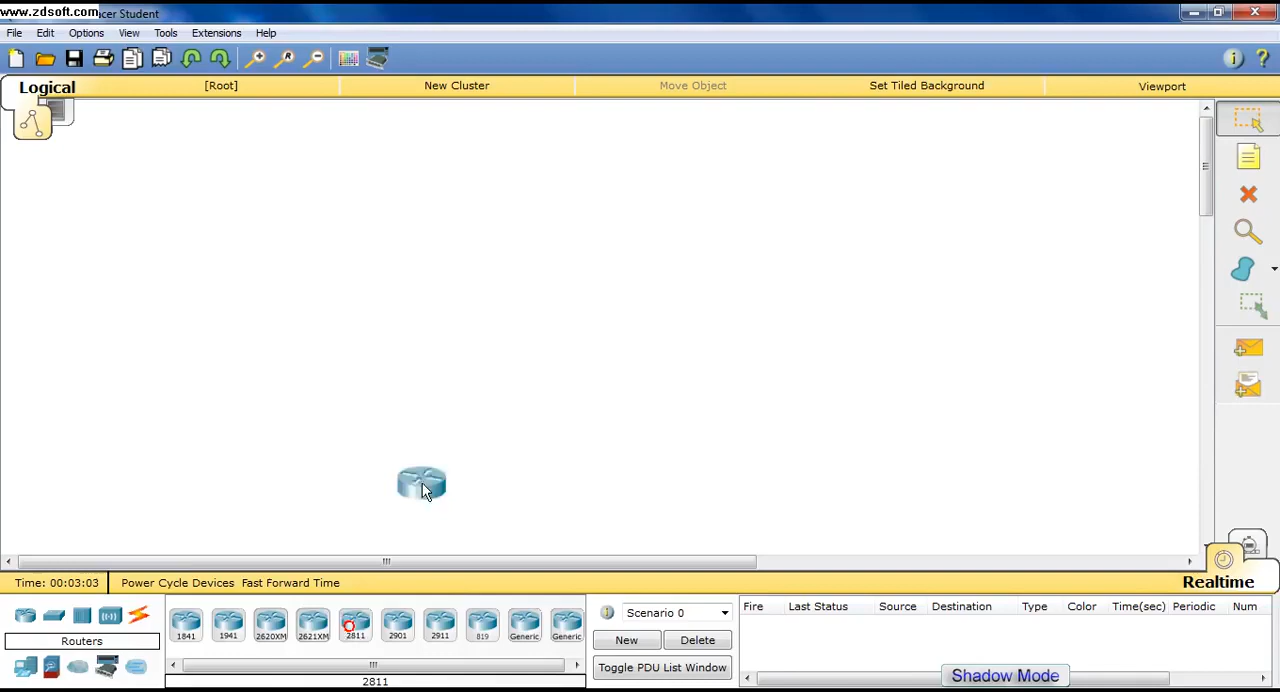 www.zdsoft.com acer Student
File Edit Options View Tools Extensions Help
Logical [Root] New Cluster Move Object Set Tiled Background Viewport
Time: 00:03:03 Power Cycle Devices Fast Forward Time Realtime
Routers
1841 1941 2620XM 2621XM 2811 2901 2911 819 Generic Generic
2811
Scenario 0
New Delete
Toggle PDU List Window
Fire Last Status Source Destination Type Color Time(sec) Periodic Num
Shadow Mode